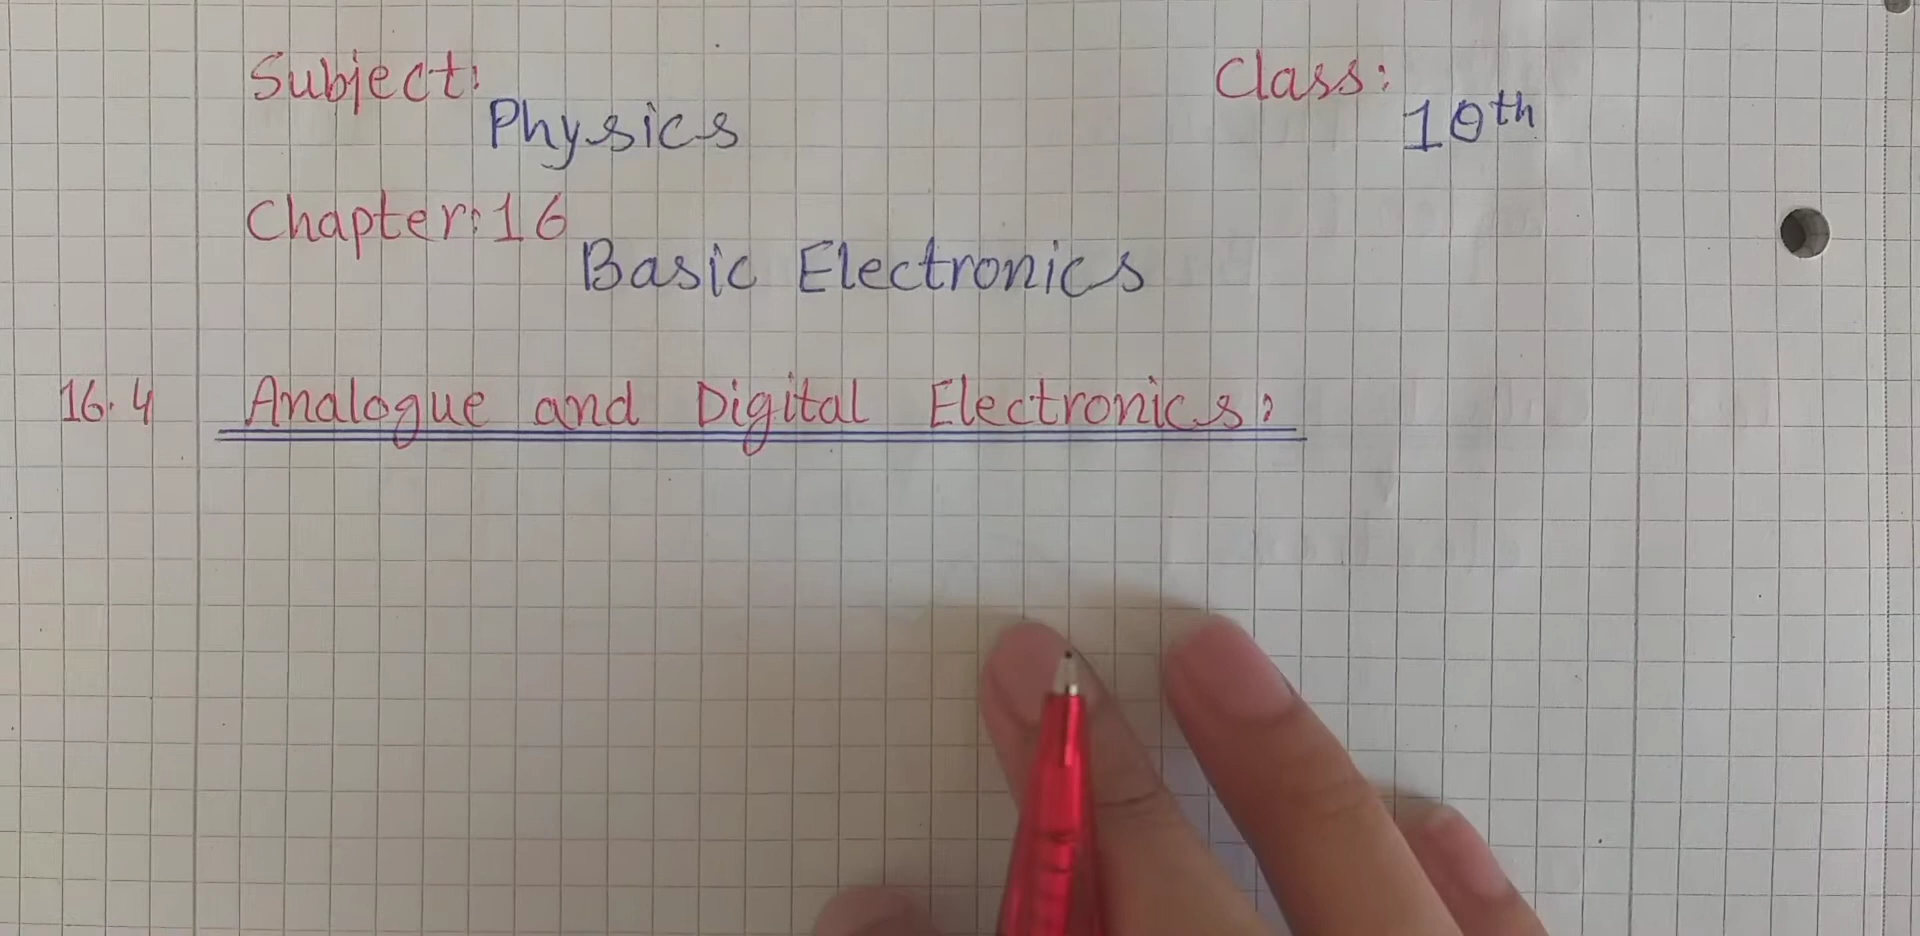 Subject: Physics Class: 10th
Chapter: 16 Basic Electronics
16.4 Analogue and Digital Electronics: